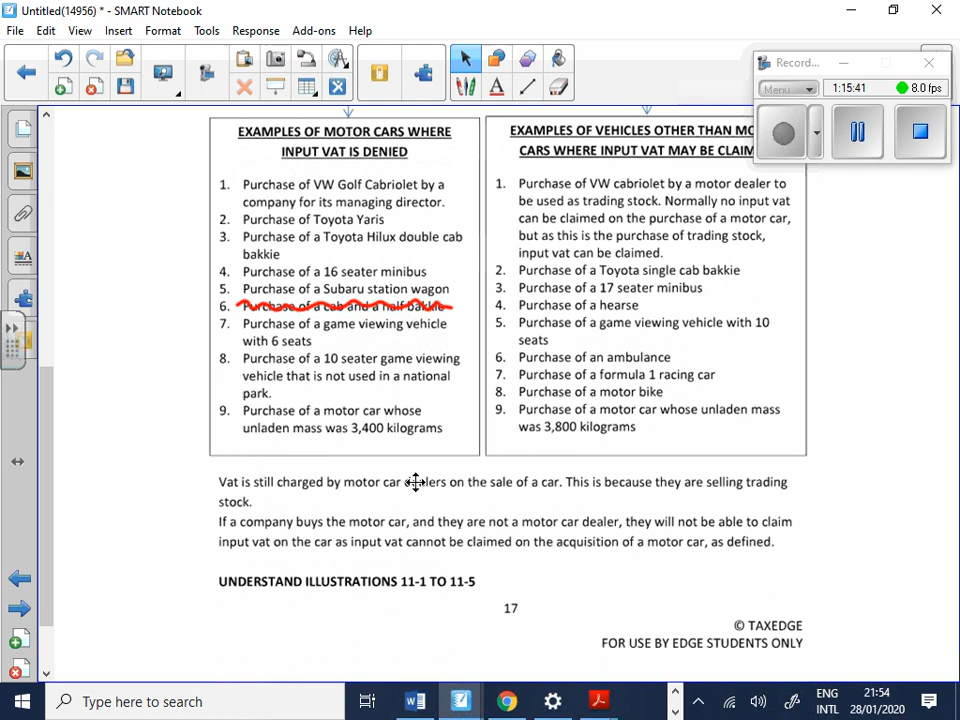 Untitled(14956) * - SMART Notebook
File Edit View Insert Format Tools Response Add-ons Help
Record...
Menu
1:15:41
8.0 fps
EXAMPLES OF MOTOR CARS WHERE
INPUT VAT IS DENIED
1. Purchase of VW Golf Cabriolet by a
company for its managing director.
2. Purchase of Toyota Yaris
3. Purchase of a Toyota Hilux double cab
bakkie
4. Purchase of a 16 seater minibus
5. Purchase of a Subaru station wagon
6. Purchase of a cab and a half bakkie
7. Purchase of a game viewing vehicle
with 6 seats
8. Purchase of a 10 seater game viewing
vehicle that is not used in a national
park.
9. Purchase of a motor car whose
unladen mass was 3,400 kilograms
EXAMPLES OF VEHICLES OTHER THAN MO
CARS WHERE INPUT VAT MAY BE CLAIM
1. Purchase of VW cabriolet by a motor dealer to
be used as trading stock. Normally no input vat
can be claimed on the purchase of a motor car,
but as this is the purchase of trading stock,
input vat can be claimed.
2. Purchase of a Toyota single cab bakkie
3. Purchase of a 17 seater minibus
4. Purchase of a hearse
5. Purchase of a game viewing vehicle with 10
seats
6. Purchase of an ambulance
7. Purchase of a formula 1 racing car
8. Purchase of a motor bike
9. Purchase of a motor car whose unladen mass
was 3,800 kilograms
Vat is still charged by motor car dealers on the sale of a car. This is because they are selling trading
stock.
If a company buys the motor car, and they are not a motor car dealer, they will not be able to claim
input vat on the car as input vat cannot be claimed on the acquisition of a motor car, as defined.
UNDERSTAND ILLUSTRATIONS 11-1 TO 11-5
17
© TAXEDGE
FOR USE BY EDGE STUDENTS ONLY
Type here to search
ENG
INTL
21:54
28/01/2020